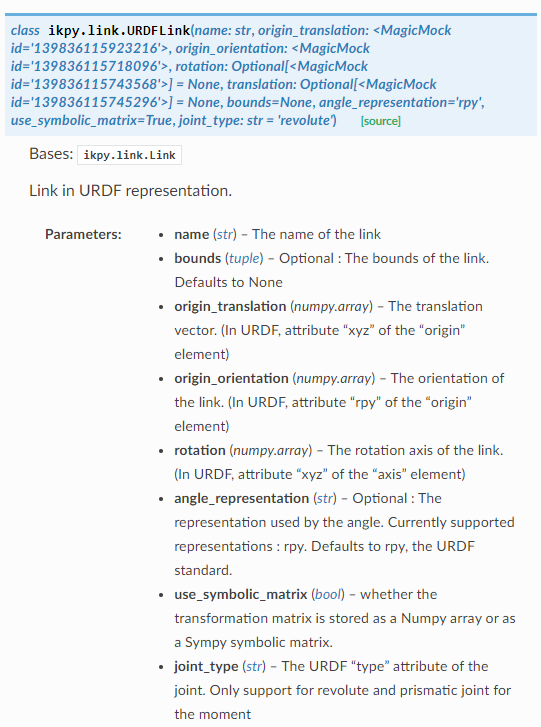 class ikpy.link.URDFLink(name: str, origin_translation: <MagicMock
id='139836115923216'>, origin_orientation: <MagicMock
id='139836115718096'>, rotation: Optional[<MagicMock
id='139836115743568'>] = None, translation: Optional[<MagicMock
id='139836115745296'>] = None, bounds=None, angle_representation='rpy',
use_symbolic_matrix=True, joint_type: str = 'revolute') [source]
Bases: ikpy.link.Link
Link in URDF representation.
Parameters:
• name (str) – The name of the link
• bounds (tuple) – Optional : The bounds of the link.
Defaults to None
• origin_translation (numpy.array) – The translation
vector. (In URDF, attribute “xyz” of the “origin”
element)
• origin_orientation (numpy.array) – The orientation of
the link. (In URDF, attribute “rpy” of the “origin”
element)
• rotation (numpy.array) – The rotation axis of the link.
(In URDF, attribute “xyz” of the “axis” element)
• angle_representation (str) – Optional : The
representation used by the angle. Currently supported
representations : rpy. Defaults to rpy, the URDF
standard.
• use_symbolic_matrix (bool) – whether the
transformation matrix is stored as a Numpy array or as
a Sympy symbolic matrix.
• joint_type (str) – The URDF “type” attribute of the
joint. Only support for revolute and prismatic joint for
the moment